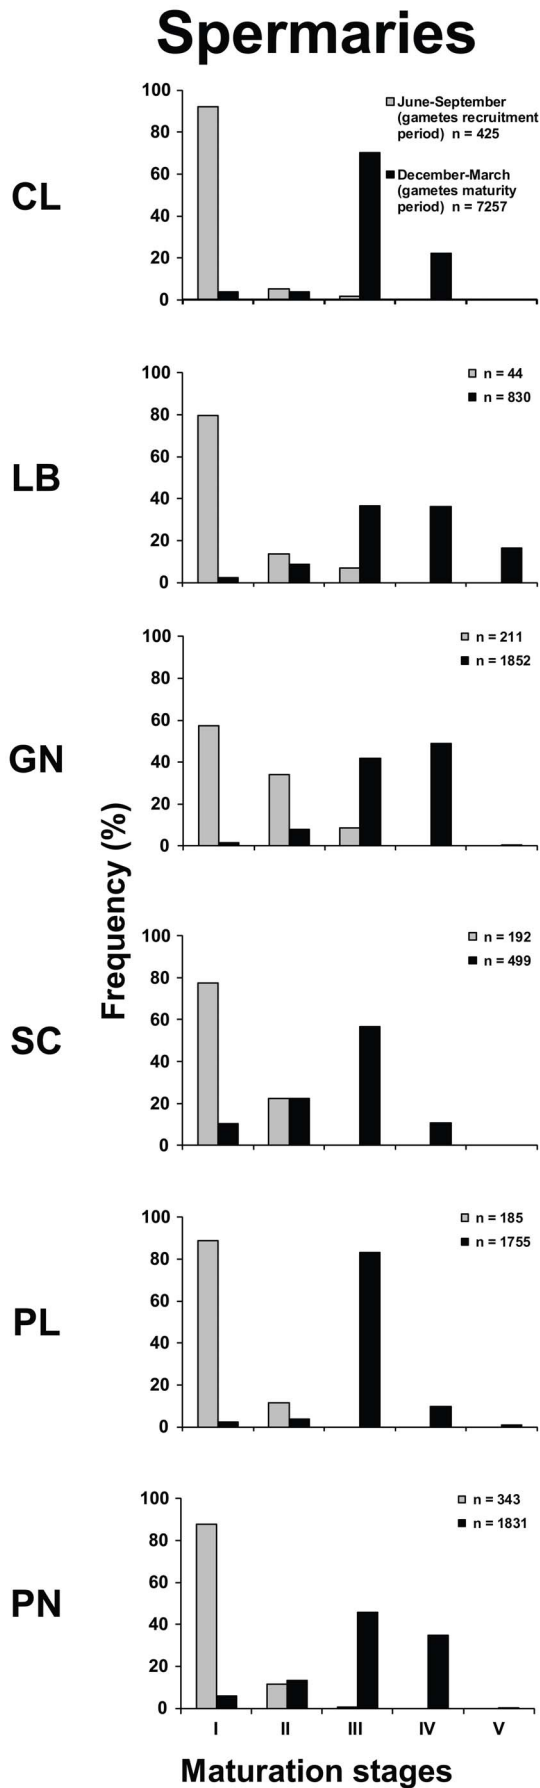 Spermaries
CL
100
80
60
40
20
0
June-September
(gametes recruitment
period) n = 425
December-March
(gametes maturity
period) n = 7257
LB
100
80
60
40
20
0
n = 44
n = 830
GN
100
80
60
40
20
0
n = 211
n = 1852
Frequency (%)
SC
100
80
60
40
20
0
n = 192
n = 499
PL
100
80
60
40
20
0
n = 185
n = 1755
PN
100
80
60
40
20
0
n = 343
n = 1831
I II III IV V
Maturation stages